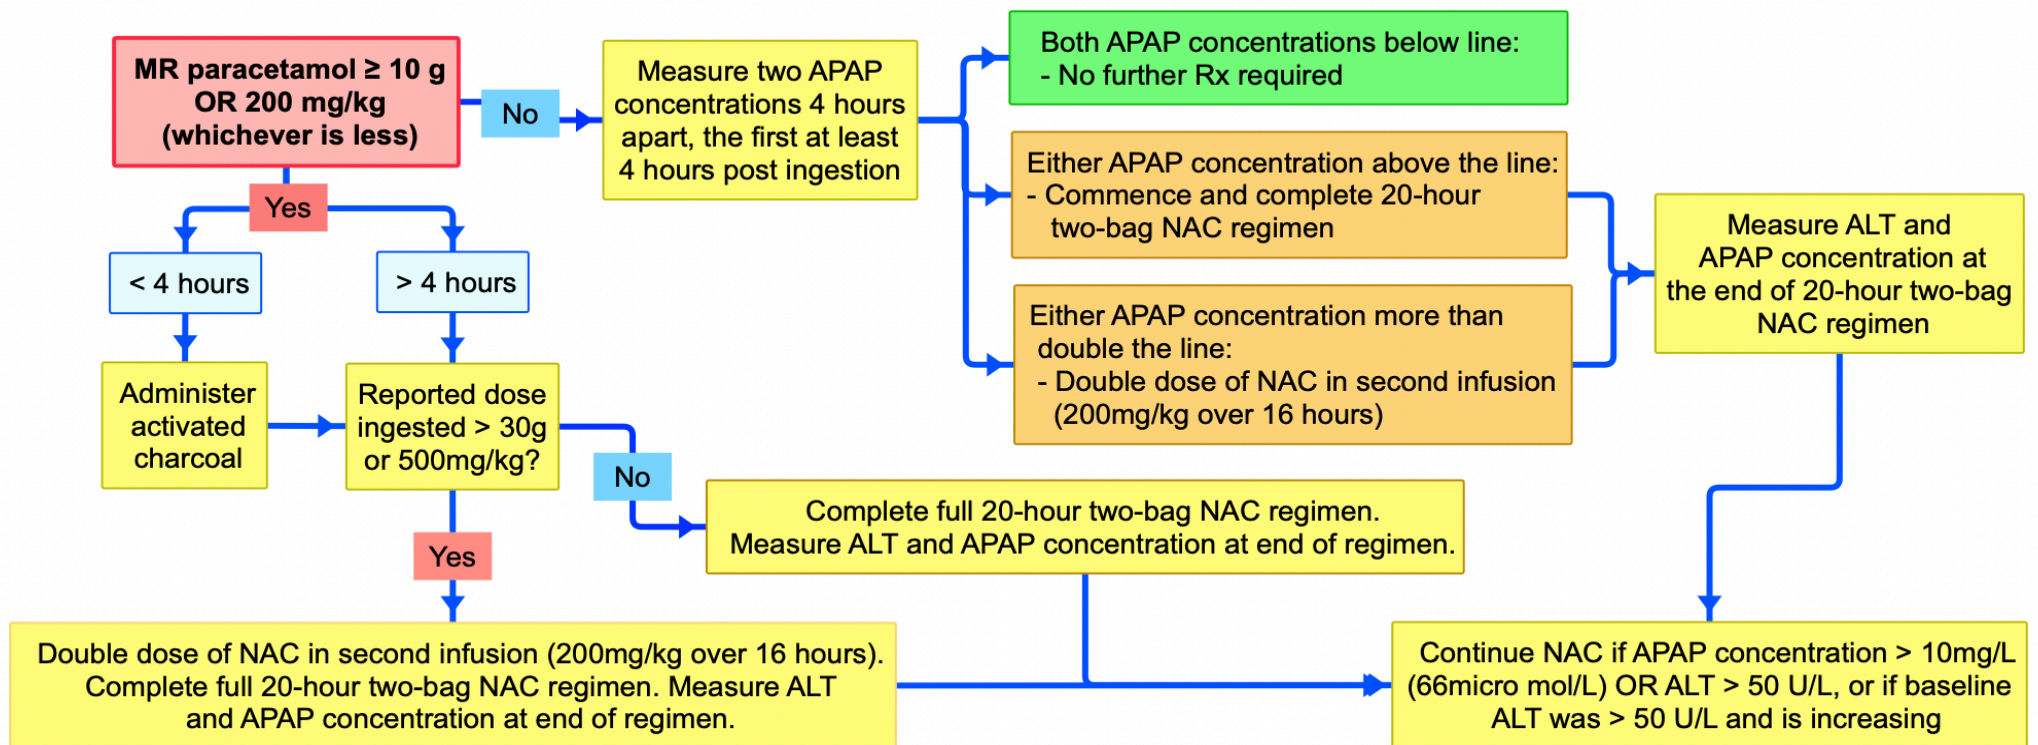 MR paracetamol ≥ 10 g
OR 200 mg/kg
(whichever is less)
No
Measure two APAP
concentrations 4 hours
apart, the first at least
4 hours post ingestion
Both APAP concentrations below line:
- No further Rx required
Either APAP concentration above the line:
- Commence and complete 20-hour
two-bag NAC regimen
Either APAP concentration more than
double the line:
- Double dose of NAC in second infusion
(200mg/kg over 16 hours)
Measure ALT and
APAP concentration at
the end of 20-hour two-bag
NAC regimen
Yes
< 4 hours
> 4 hours
Administer
activated
charcoal
Reported dose
ingested > 30g
or 500mg/kg?
No
Complete full 20-hour two-bag NAC regimen.
Measure ALT and APAP concentration at end of regimen.
Yes
Double dose of NAC in second infusion (200mg/kg over 16 hours).
Complete full 20-hour two-bag NAC regimen. Measure ALT
and APAP concentration at end of regimen.
Continue NAC if APAP concentration > 10mg/L
(66micro mol/L) OR ALT > 50 U/L, or if baseline
ALT was > 50 U/L and is increasing